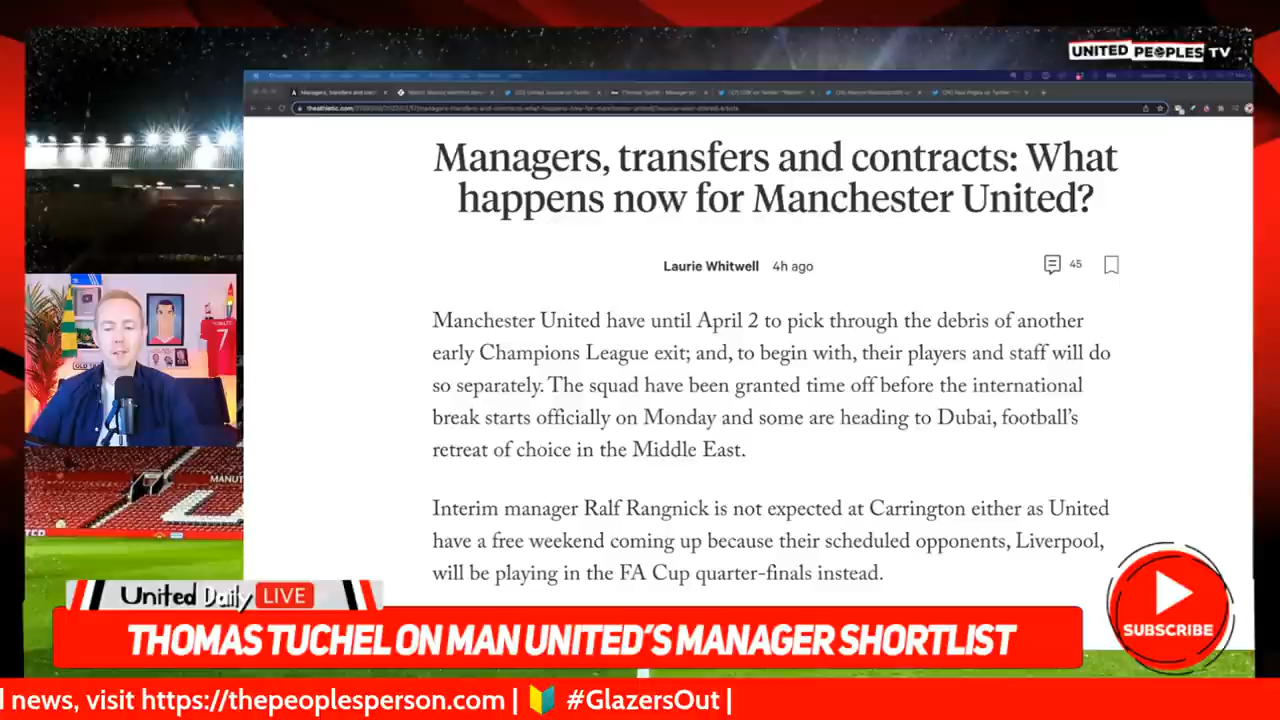 UNITED PEOPLES TV
Managers, transfers and contracts: What
happens now for Manchester United?
Laurie Whitwell 4h ago
45
Manchester United have until April 2 to pick through the debris of another
early Champions League exit; and, to begin with, their players and staff will do
so separately. The squad have been granted time off before the international
break starts officially on Monday and some are heading to Dubai, football's
retreat of choice in the Middle East.
Interim manager Ralf Rangnick is not expected at Carrington either as United
have a free weekend coming up because their scheduled opponents, Liverpool,
will be playing in the FA Cup quarter-finals instead.
7
MANUT
United Daily LIVE
THOMAS TUCHEL ON MAN UNITED'S MANAGER SHORTLIST
SUBSCRIBE
l news, visit https://thepeoplesperson.com | 🔰 #GlazersOut |